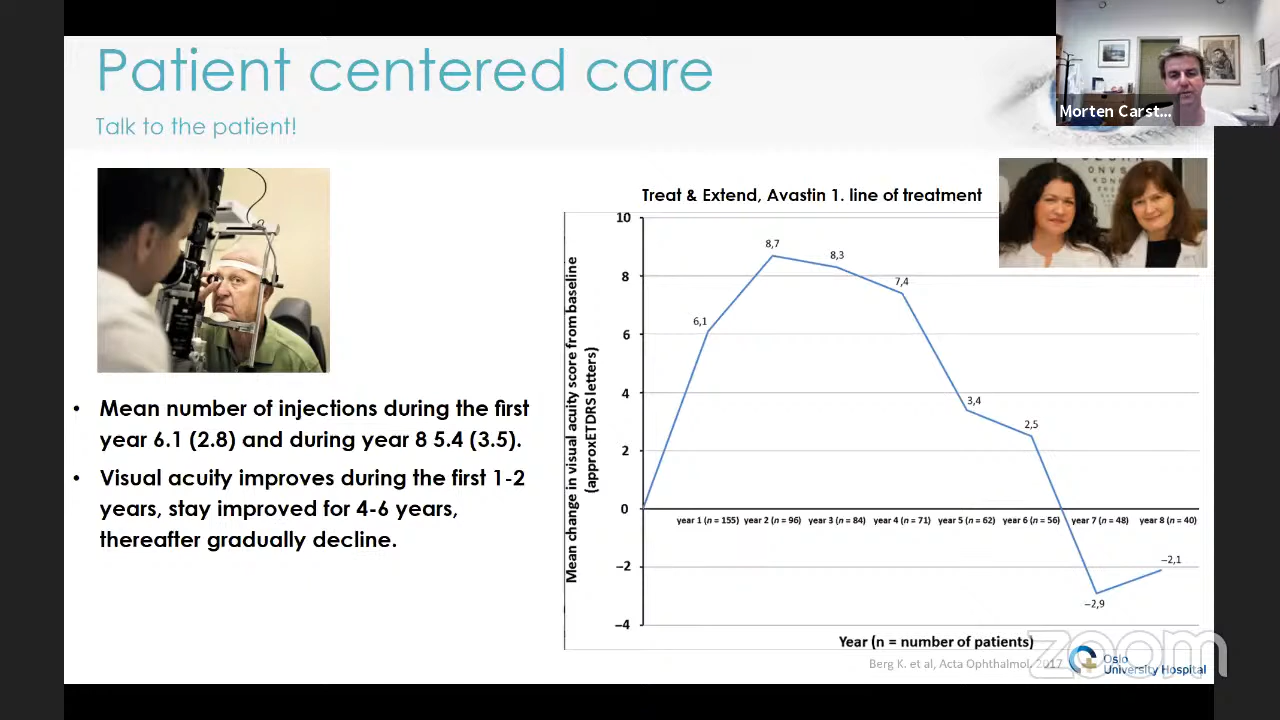 Patient centered care
Talk to the patient!
Morten Carst...
Mean number of injections during the first
year 6.1 (2.8) and during year 8 5.4 (3.5).
Visual acuity improves during the first 1-2
years, stay improved for 4-6 years,
thereafter gradually decline.
Treat & Extend, Avastin 1. line of treatment
Mean change in visual acuity score from baseline
(approxETDRS letters)
10
8
6
4
2
0
–2
–4
6,1
8,7
8,3
7,4
3,4
2,5
–2,9
–2,1
year 1 (n = 155) year 2 (n = 96) year 3 (n = 84) year 4 (n = 71) year 5 (n = 62) year 6 (n = 56) year 7 (n = 48) year 8 (n = 40)
Year (n = number of patients)
Berg K. et al, Acta Ophthalmol. 2017
Oslo
University Hospital
zoom